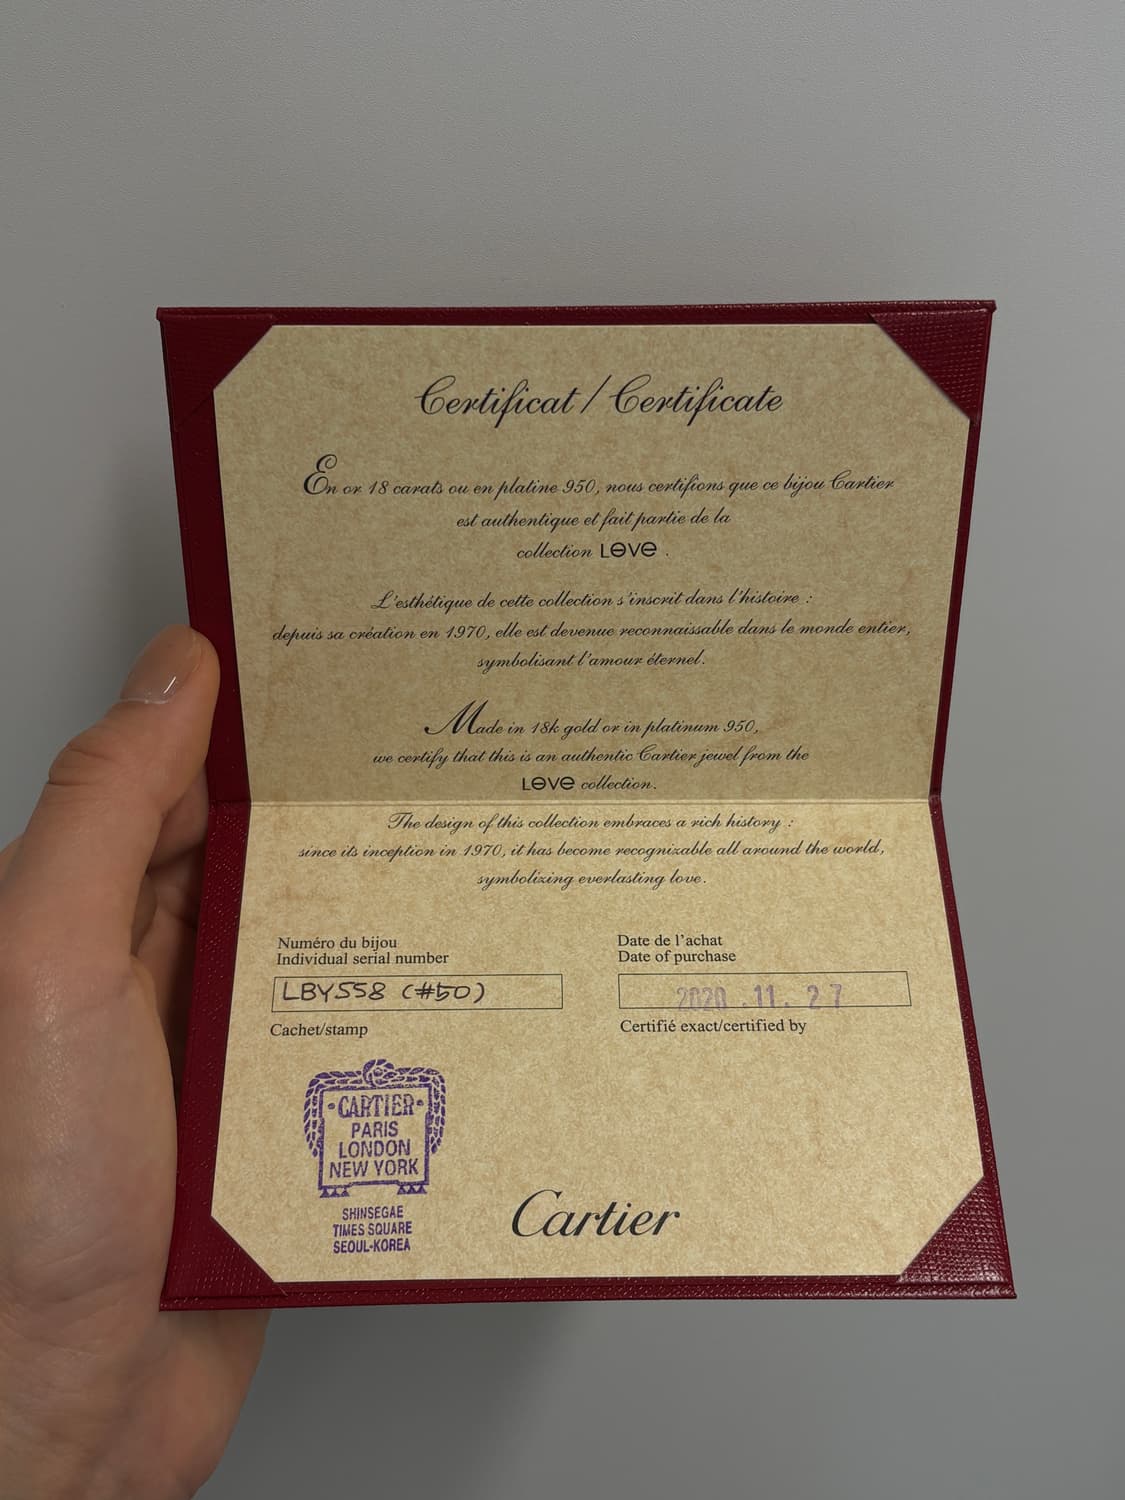 Certificat / Certificate
En or 18 carats ou en platine 950, nous certifions que ce bijou Cartier
est authentique et fait partie de la
collection LOVE .
L'esthétique de cette collection s'inscrit dans l'histoire :
depuis sa création en 1970, elle est devenue reconnaissable dans le monde entier,
symbolisant l'amour éternel.
Made in 18k gold or in platinum 950,
we certify that this is an authentic Cartier jewel from the
LOVE collection.
The design of this collection embraces a rich history :
since its inception in 1970, it has become recognizable all around the world,
symbolizing everlasting love.
Numéro du bijou
Individual serial number
LBY558 (#50)
Date de l'achat
Date of purchase
2020 . 11 . 27
Cachet/stamp
Certifié exact/certified by
CARTIER
PARIS
LONDON
NEW YORK
SHINSEGAE
TIMES SQUARE
SEOUL-KOREA
Cartier